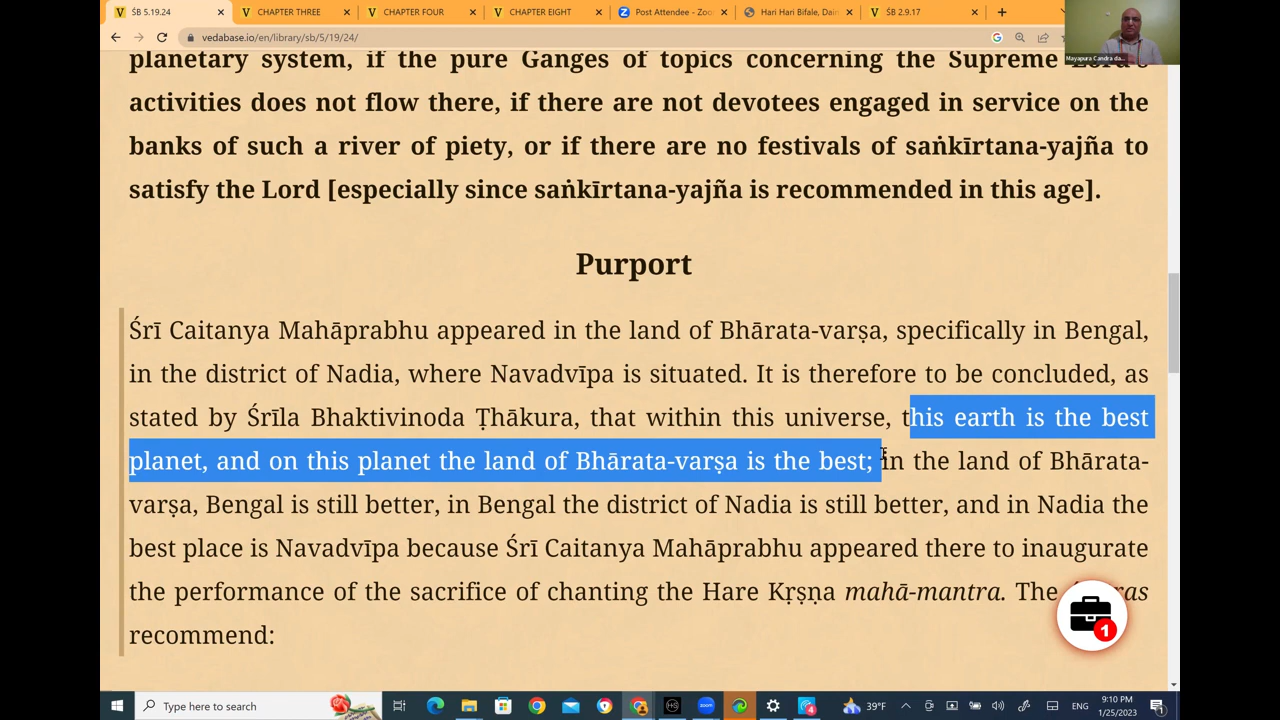 ŚB 5.19.24
CHAPTER THREE
CHAPTER FOUR
CHAPTER EIGHT
Post Attendee - Zoo
Hari Hari Bifale, Dain
ŚB 2.9.17
vedabase.io/en/library/sb/5/19/24/
Mayapura Candra da...
planetary system, if the pure Ganges of topics concerning the Supreme Lord's
activities does not flow there, if there are not devotees engaged in service on the
banks of such a river of piety, or if there are no festivals of saṅkīrtana-yajña to
satisfy the Lord [especially since saṅkīrtana-yajña is recommended in this age].
Purport
Śrī Caitanya Mahāprabhu appeared in the land of Bhārata-varṣa, specifically in Bengal,
in the district of Nadia, where Navadvīpa is situated. It is therefore to be concluded, as
stated by Śrīla Bhaktivinoda Ṭhākura, that within this universe, this earth is the best
planet, and on this planet the land of Bhārata-varṣa is the best; in the land of Bhārata-
varṣa, Bengal is still better, in Bengal the district of Nadia is still better, and in Nadia the
best place is Navadvīpa because Śrī Caitanya Mahāprabhu appeared there to inaugurate
the performance of the sacrifice of chanting the Hare Kṛṣṇa mahā-mantra. The
recommend:
1
Type here to search
39°F
ENG
9:10 PM
1/25/2023